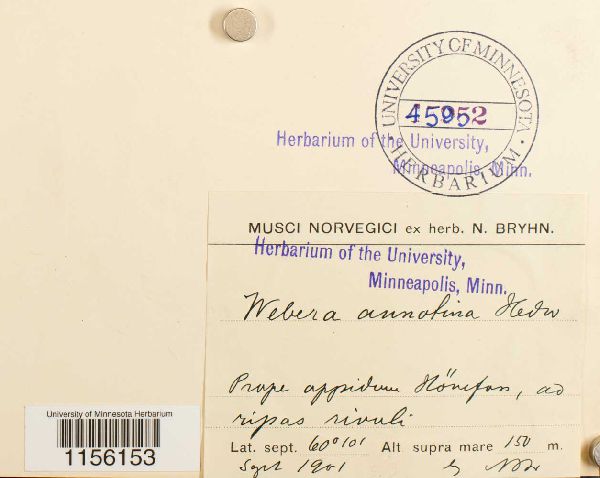 UNIVERSITY OF MINNESOTA
45952
· HERBARIUM ·
Herbarium of the University,
Minneapolis, Minn.
MUSCI NORVEGICI ex herb. N. BRYHN.
Herbarium of the University,
Minneapolis, Minn.
Webera annotina Hedw
Prope oppidum Hönefos, ad
ripas rivuli
Lat. sept. 60°10' Alt supra mare 150 m.
Sept 1901
University of Minnesota Herbarium
1156153